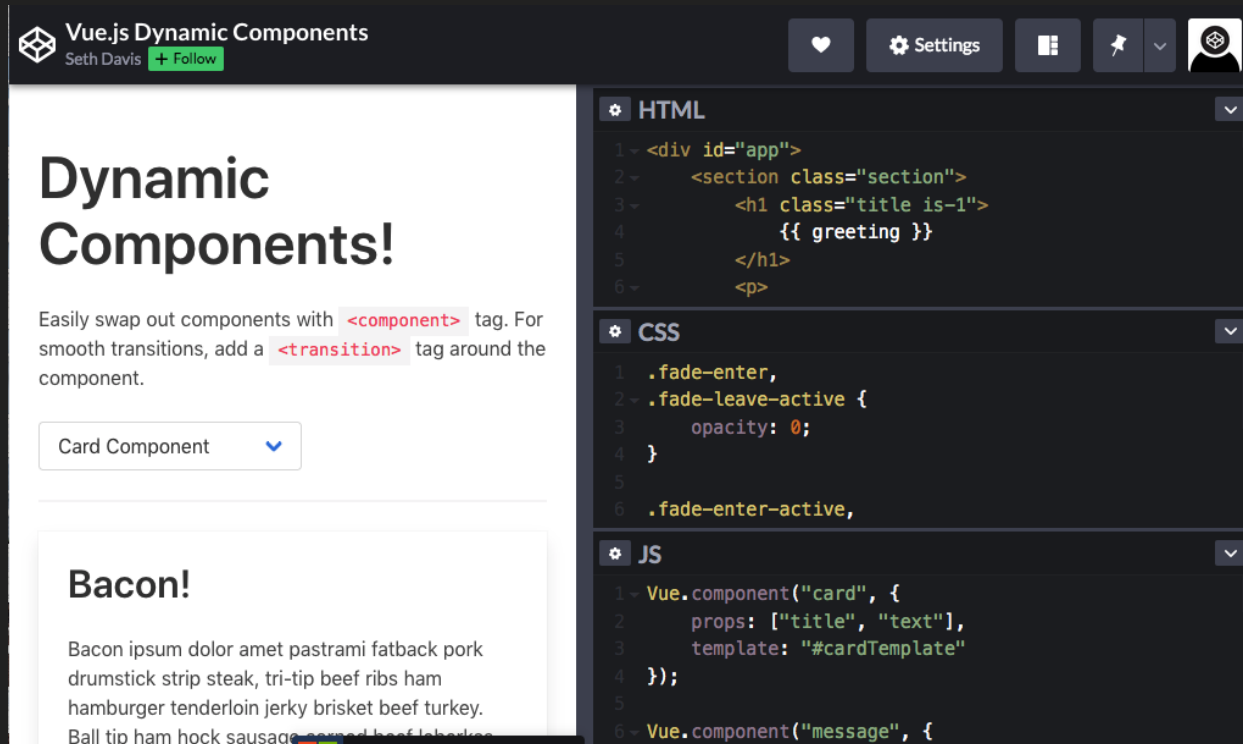 Vue.js Dynamic Components
Seth Davis + Follow
Settings
Dynamic
Components!
Easily swap out components with <component> tag. For
smooth transitions, add a <transition> tag around the
component.
Card Component
Bacon!
Bacon ipsum dolor amet pastrami fatback pork
drumstick strip steak, tri-tip beef ribs ham
hamburger tenderloin jerky brisket beef turkey.
Ball tip ham hock sausage
HTML
1 <div id="app">
2 <section class="section">
3 <h1 class="title is-1">
4 {{ greeting }}
5 </h1>
6 <p>
CSS
1 .fade-enter,
2 .fade-leave-active {
3 opacity: 0;
4 }
5
6 .fade-enter-active,
JS
1 Vue.component("card", {
2 props: ["title", "text"],
3 template: "#cardTemplate"
4 });
5
6 Vue.component("message", {